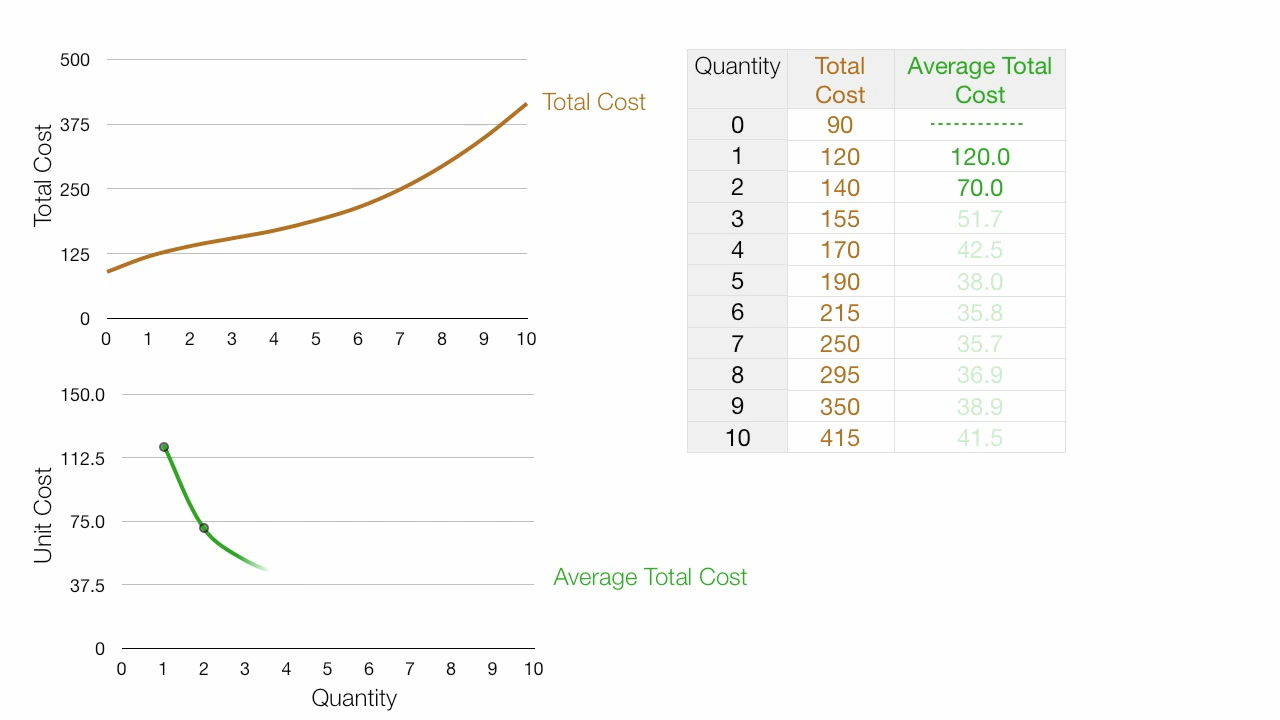 500
375
250
125
0
Total Cost
0 1 2 3 4 5 6 7 8 9 10
Total Cost
150.0
112.5
75.0
37.5
0
Unit Cost
0 1 2 3 4 5 6 7 8 9 10
Quantity
Average Total Cost
Quantity Total Cost Average Total Cost
0 90 ------------
1 120 120.0
2 140 70.0
3 155 51.7
4 170 42.5
5 190 38.0
6 215 35.8
7 250 35.7
8 295 36.9
9 350 38.9
10 415 41.5